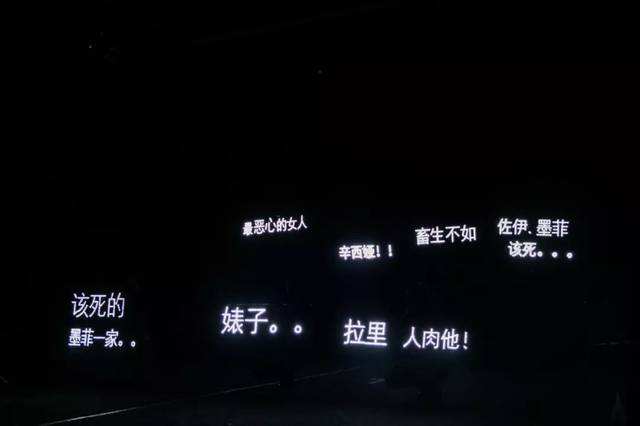 最恶心的女人
辛西娅！！
畜生不如
佐伊.墨菲
该死。。。
该死的
墨菲一家。。
婊子。。
拉里
人肉他！